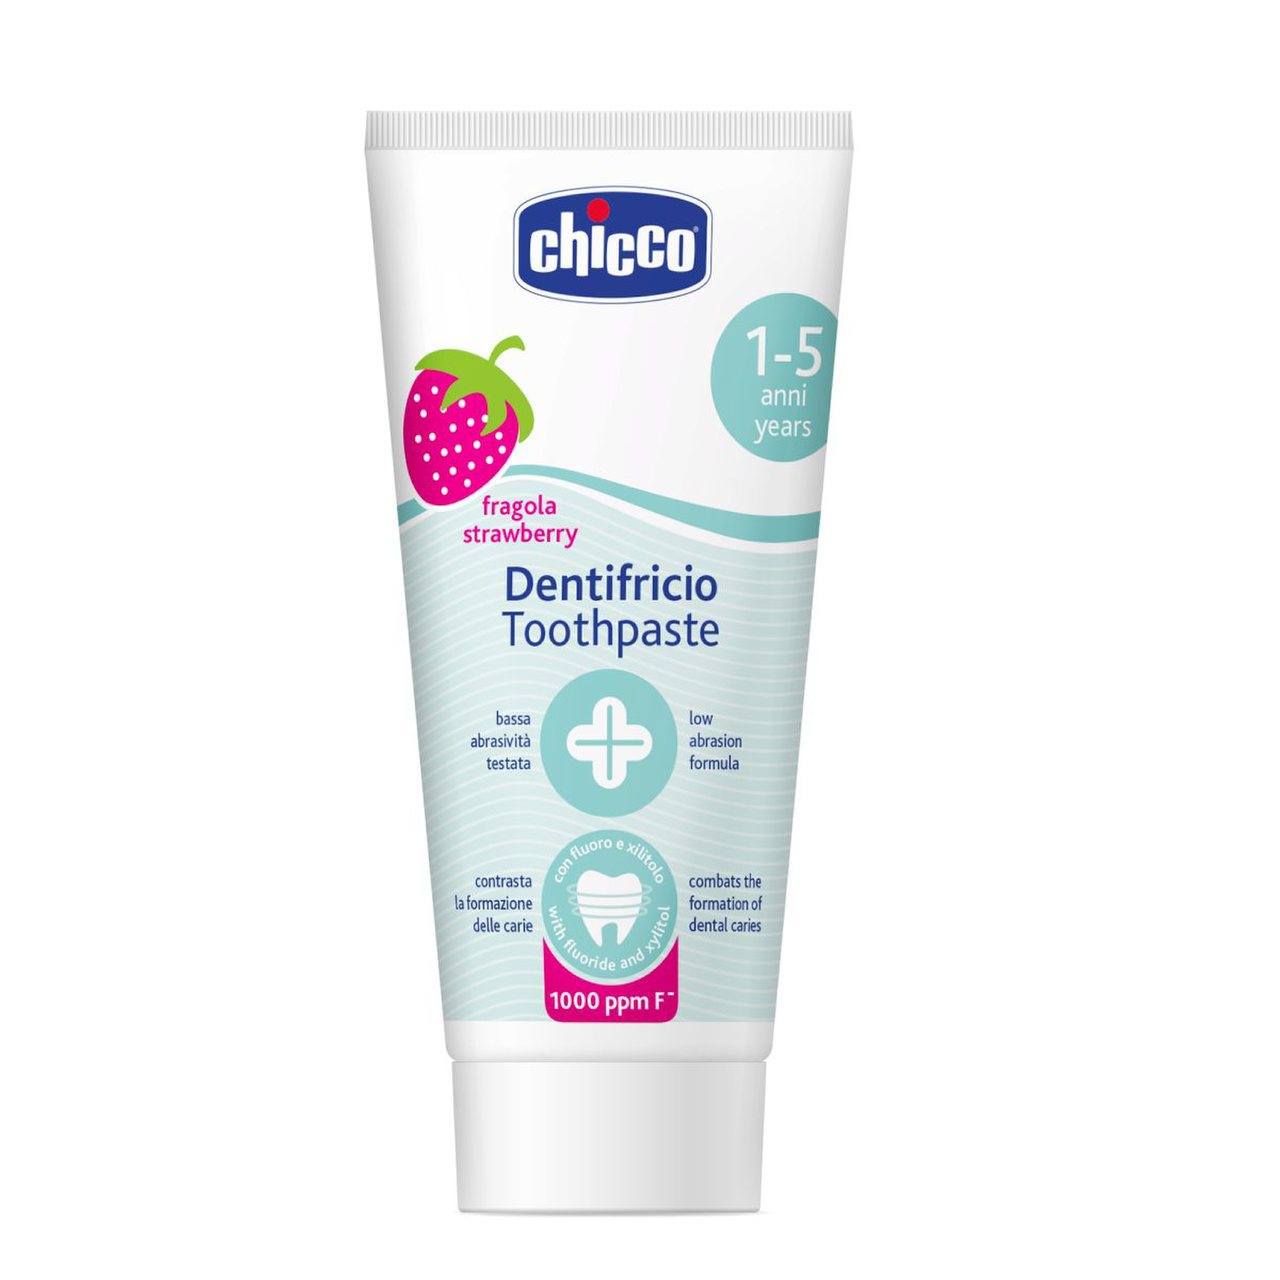 chicco®
1-5
anni
years
fragola
strawberry
Dentifricio
Toothpaste
bassa
abrasività
testata
low
abrasion
formula
con fluoro e xilitolo
with fluoride and xylitol
contrasta
la formazione
delle carie
combats the
formation of
dental caries
1000 ppm F⁻